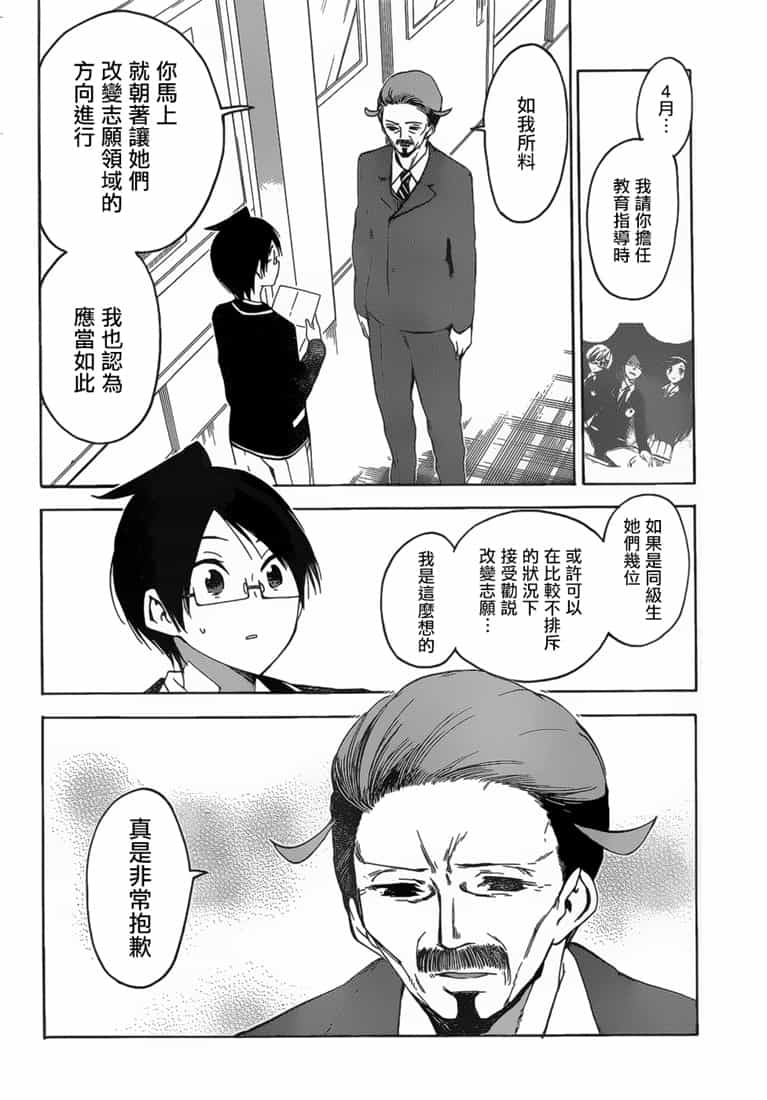 4月…
我請你擔任
教育指導時
如我所料
你馬上
就朝著讓她們
改變志願領域的
方向進行
我也認為
應當如此
如果是同級生
她們幾位
或許可以
在比較不排斥
的狀況下
接受勸說
改變志願…
我是這麼想的
真是非常抱歉